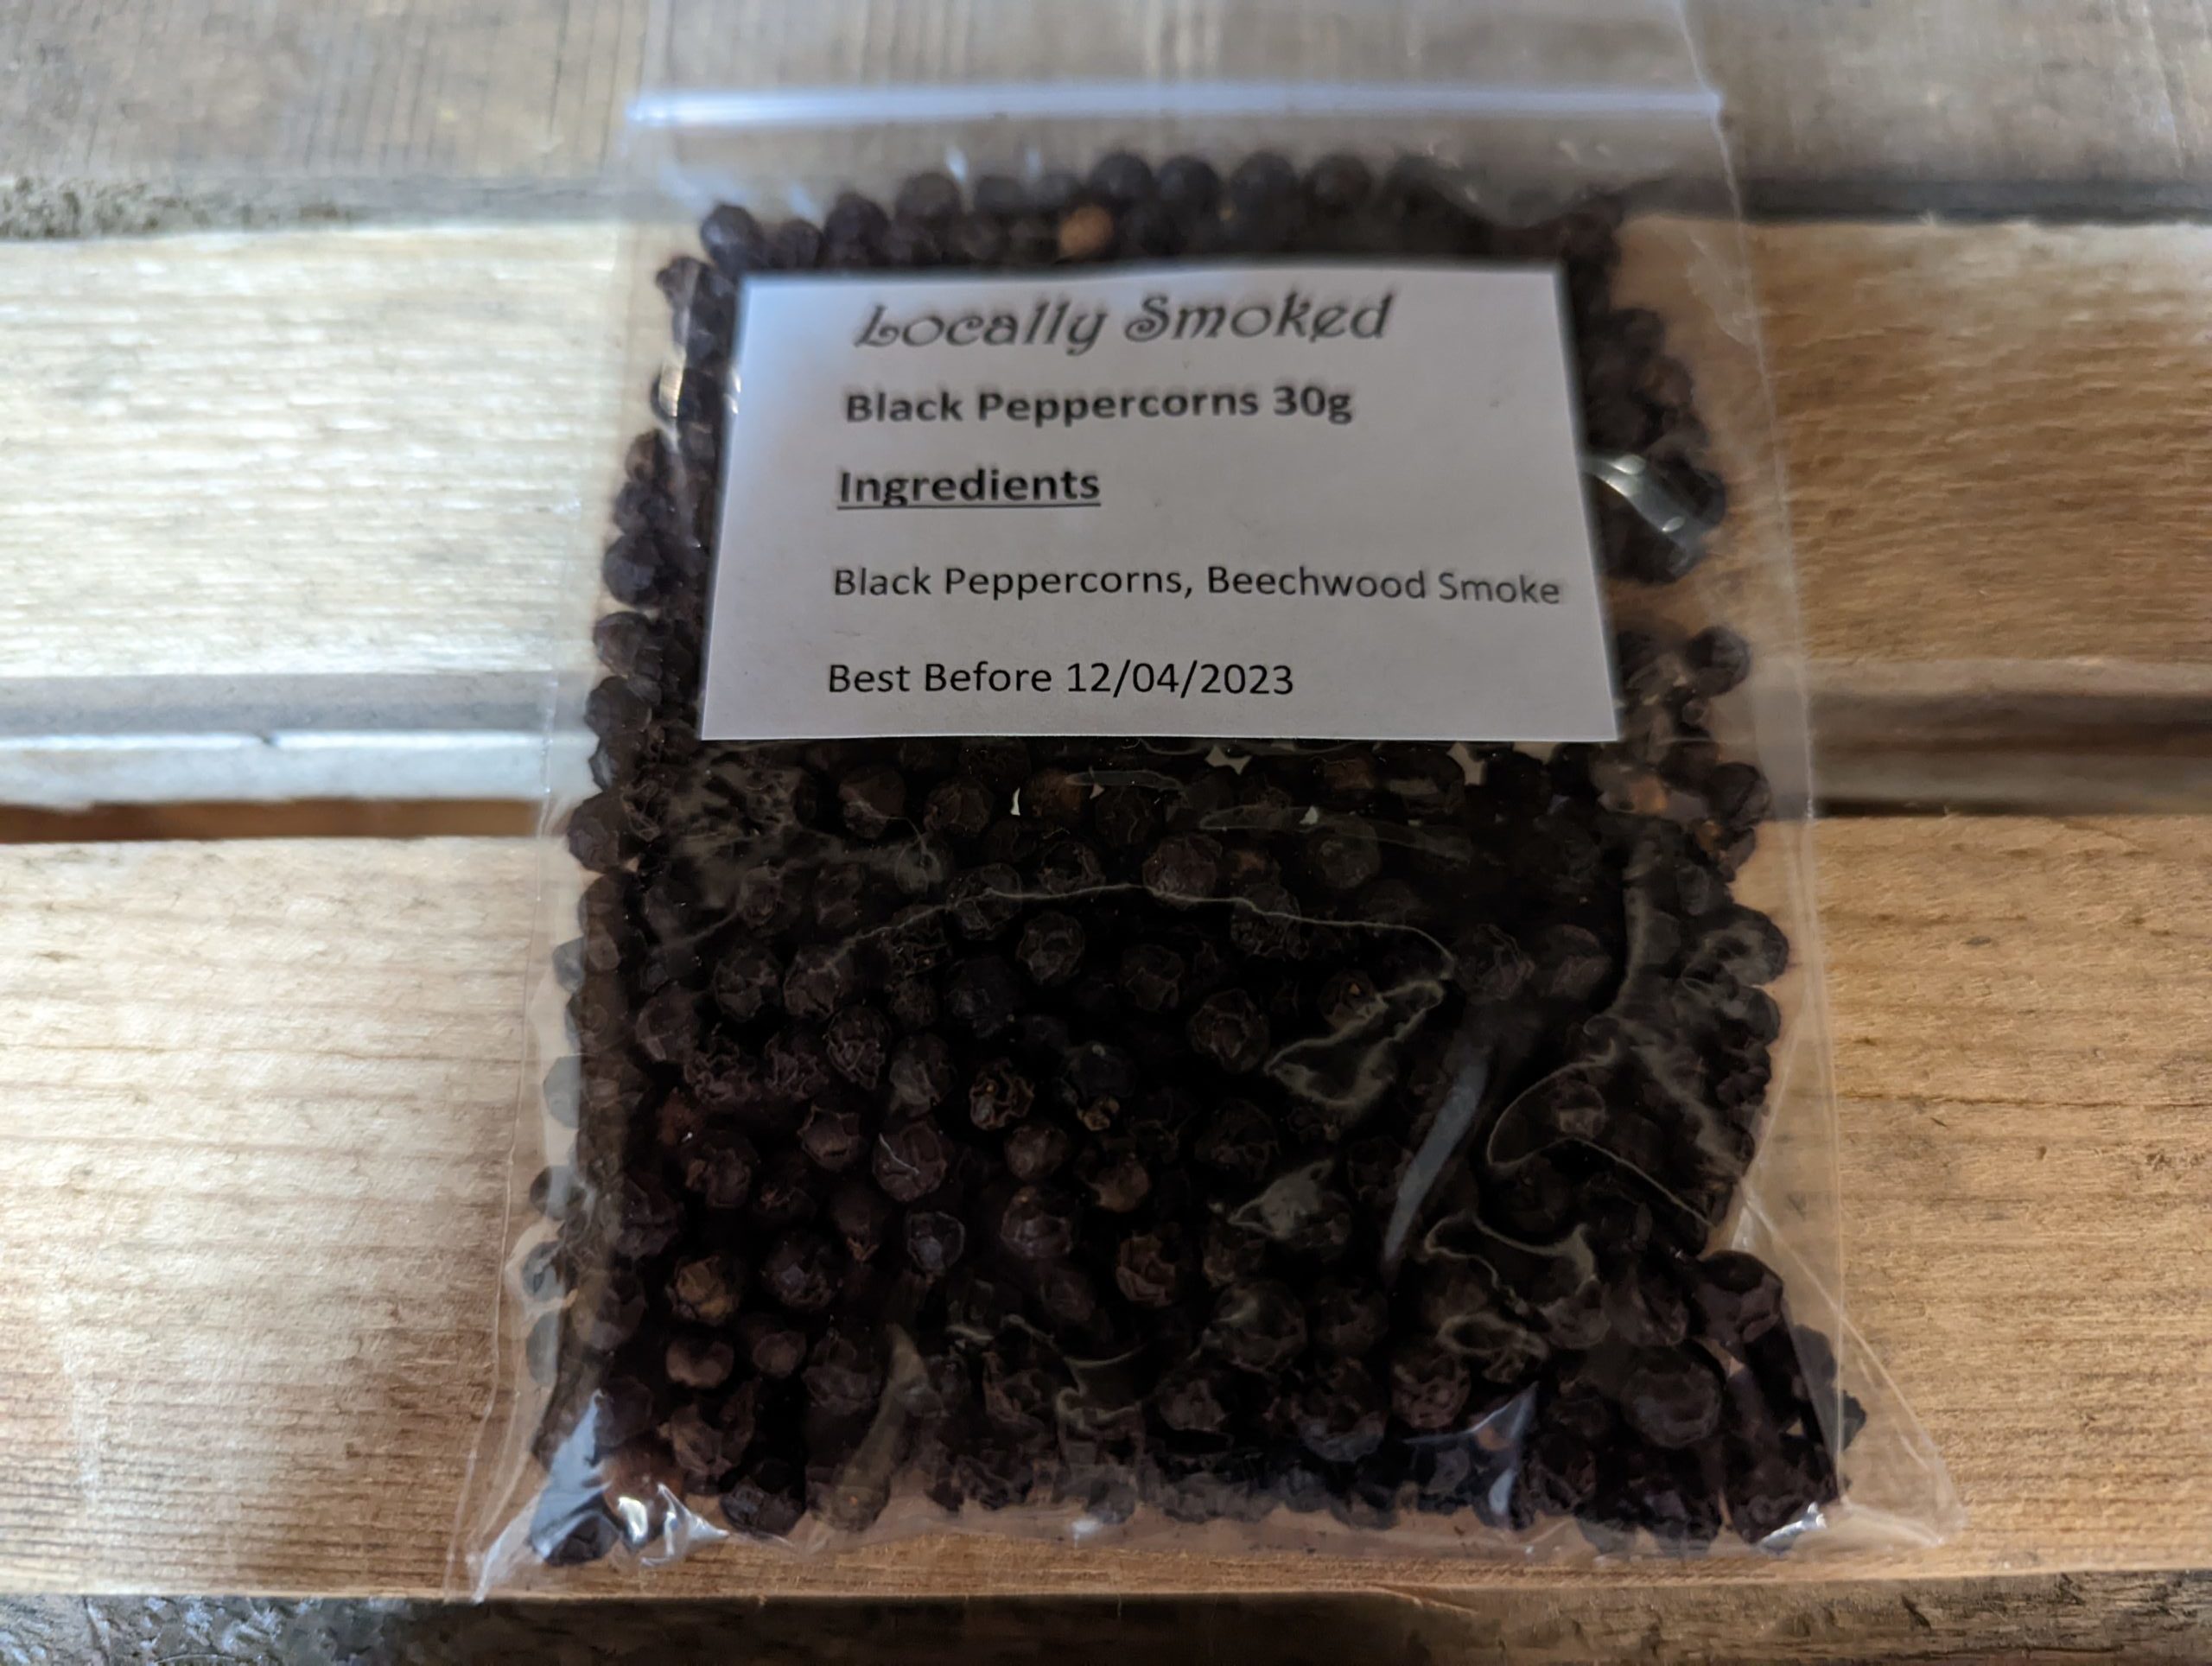 Locally Smoked
Black Peppercorns 30g
Ingredients
Black Peppercorns, Beechwood Smoke
Best Before 12/04/2023